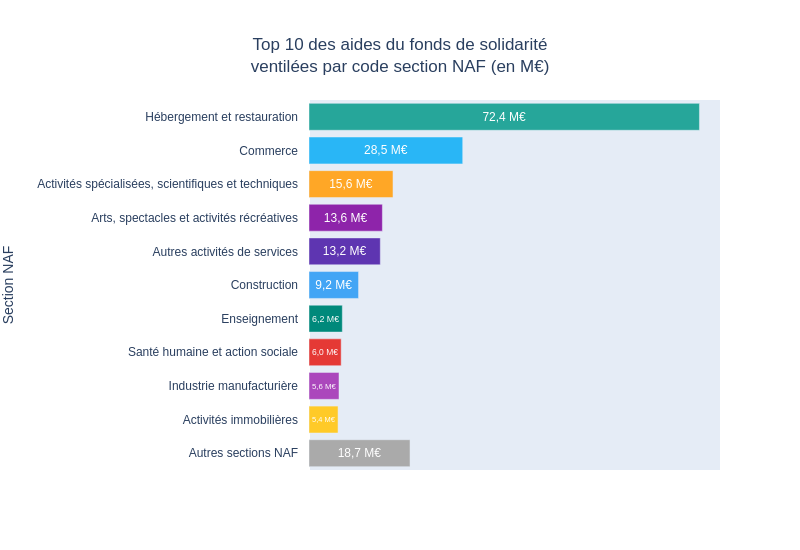 Top 10 des aides du fonds de solidarité
ventilées par code section NAF (en M€)
Section NAF
Hébergement et restauration 72,4 M€
Commerce 28,5 M€
Activités spécialisées, scientifiques et techniques 15,6 M€
Arts, spectacles et activités récréatives 13,6 M€
Autres activités de services 13,2 M€
Construction 9,2 M€
Enseignement 6,2 M€
Santé humaine et action sociale 6,0 M€
Industrie manufacturière 5,6 M€
Activités immobilières 5,4 M€
Autres sections NAF 18,7 M€